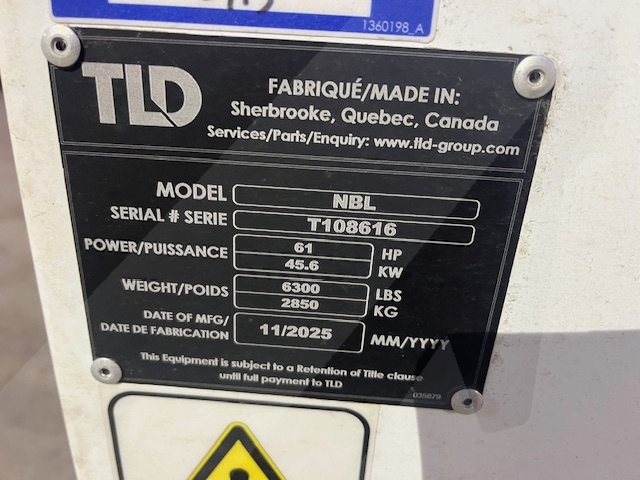 1360198_A
TLD
FABRIQUÉ/MADE IN:
Sherbrooke, Quebec, Canada
Services/Parts/Enquiry: www.tld-group.com
MODEL NBL
SERIAL # SERIE T108616
POWER/PUISSANCE 61 HP
45.6 KW
WEIGHT/POIDS 6300 LBS
2850 KG
DATE OF MFG/
DATE DE FABRICATION 11/2025 MM/YYYY
This Equipment is subject to a Retention of Title clause
until full payment to TLD
035879